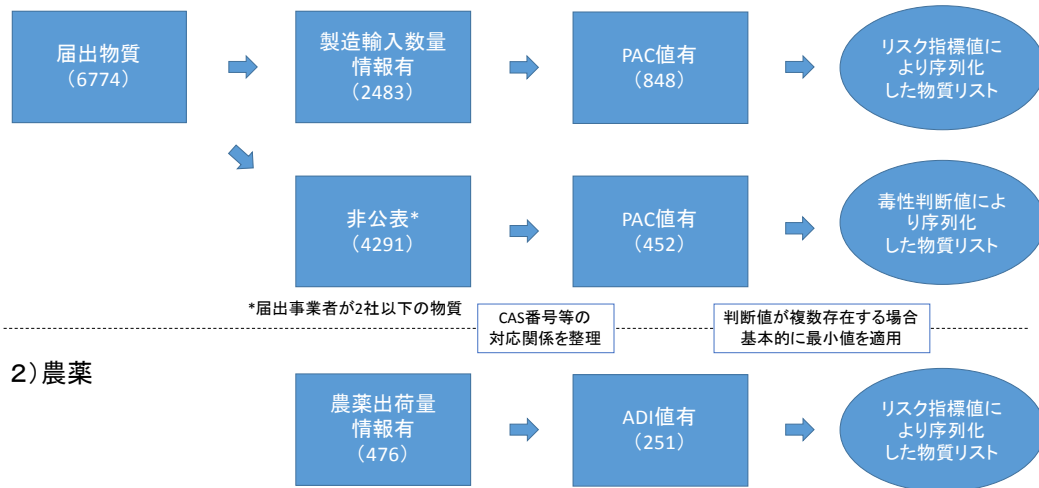 届出物質
（6774）
製造輸入数量
情報有
（2483）
PAC値有
（848）
リスク指標値に
より序列化
した物質リスト
非公表*
（4291）
PAC値有
（452）
毒性判断値によ
り序列化
した物質リスト
*届出事業者が2社以下の物質
CAS番号等の
対応関係を整理
判断値が複数存在する場合
基本的に最小値を適用
２）農薬
農薬出荷量
情報有
（476）
ADI値有
（251）
リスク指標値に
より序列化
した物質リスト